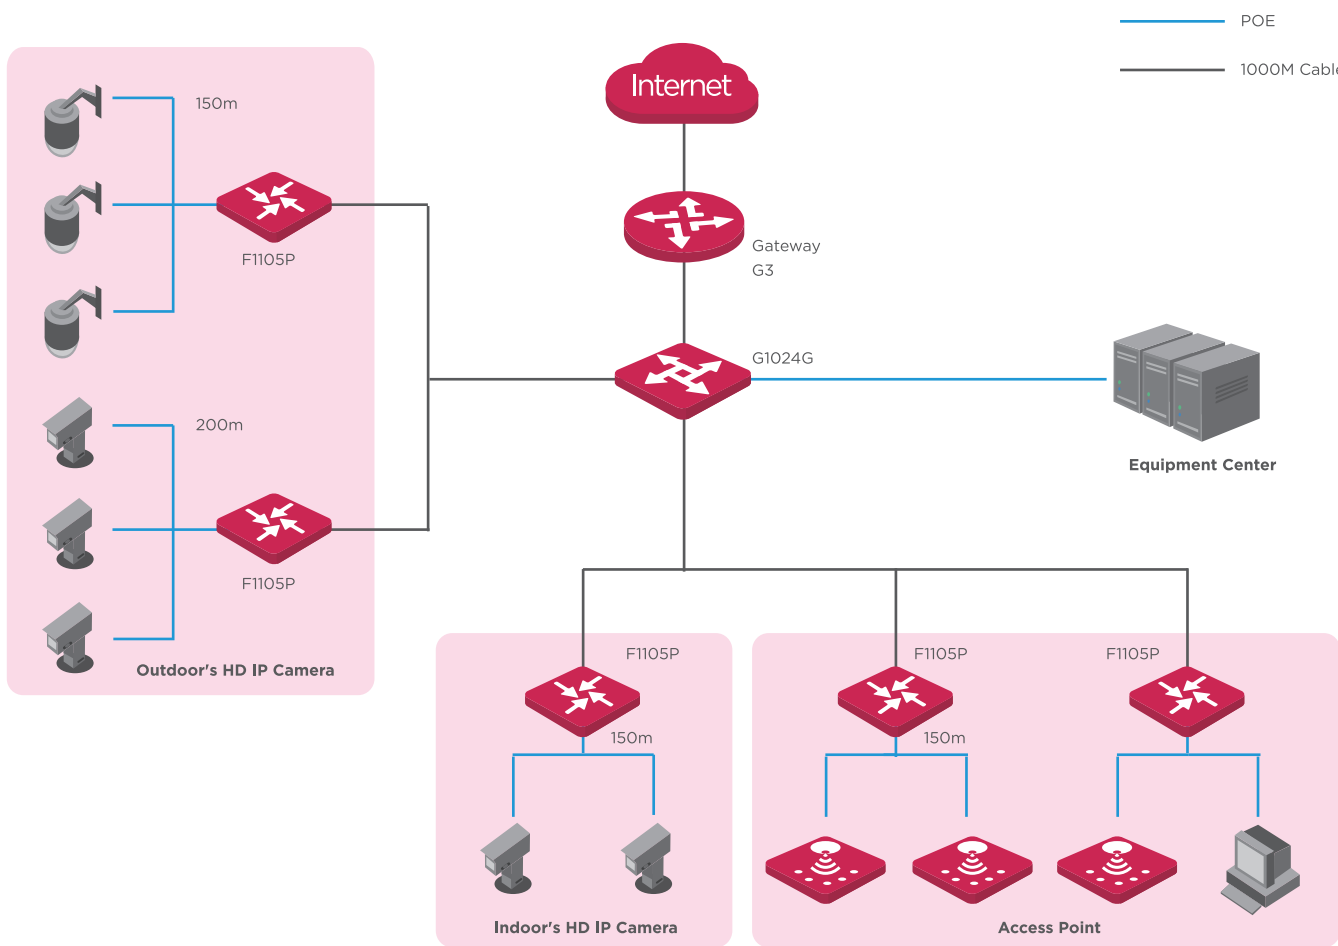 POE
1000M Cable
150m
Internet
F1105P
Gateway
G3
G1024G
200m
Equipment Center
F1105P
Outdoor's HD IP Camera
F1105P
F1105P
F1105P
150m
150m
Indoor's HD IP Camera
Access Point